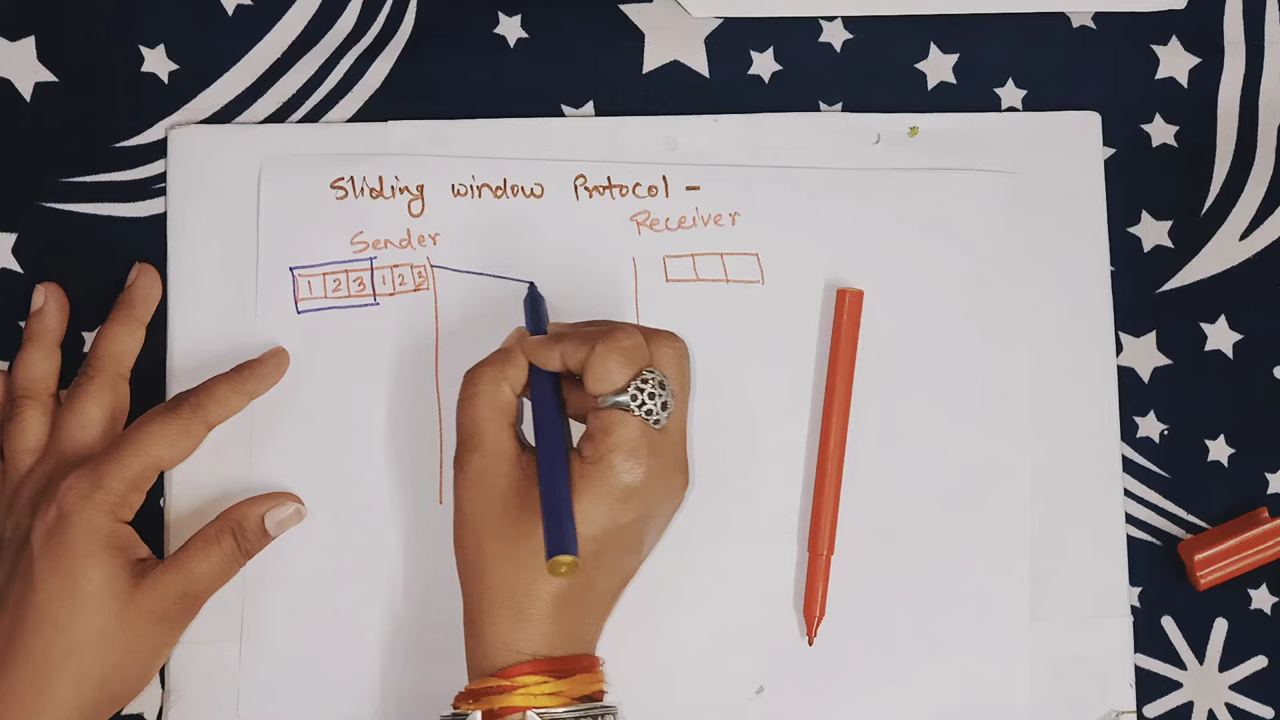 Sliding window Protocol -
Sender
Receiver
1 2 3 1 2 3